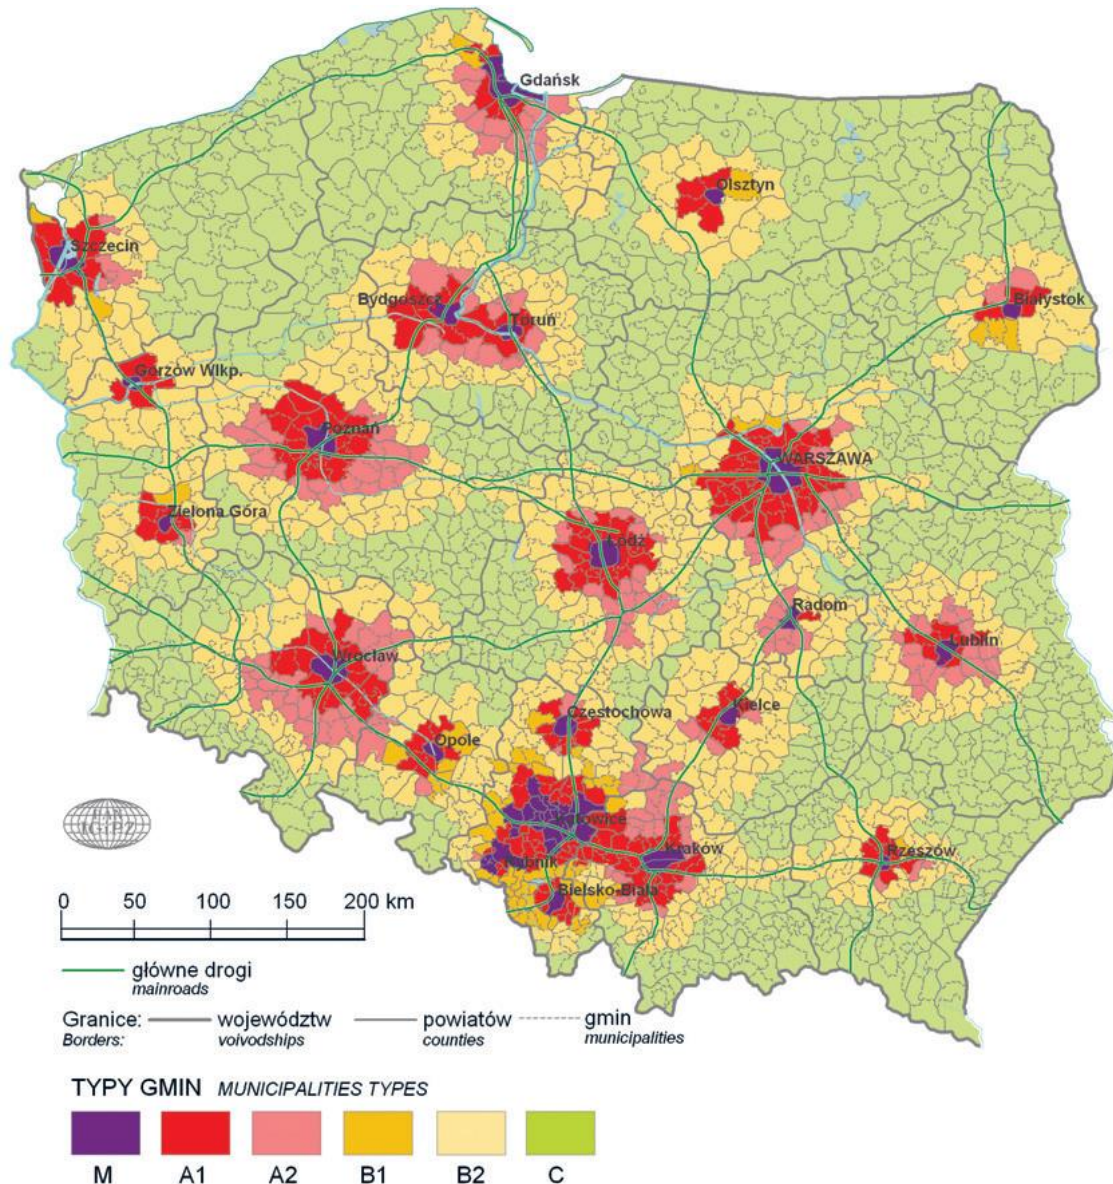 Gdańsk
Olsztyn
Szczecin
Bydgoszcz
Białystok
Toruń
Gorzów Wlkp.
Poznań
WARSZAWA
Zielona Góra
Łódź
Radom
Lublin
Wrocław
Kielce
Częstochowa
Opole
Katowice
Kraków
Rzeszów
Rybnik
Bielsko-Biała
PAN
IGiPZ
0 50 100 150 200 km
główne drogi
mainroads
Granice: województw powiatów gmin
Borders: voivodships counties municipalities
TYPY GMIN MUNICIPALITIES TYPES
M A1 A2 B1 B2 C